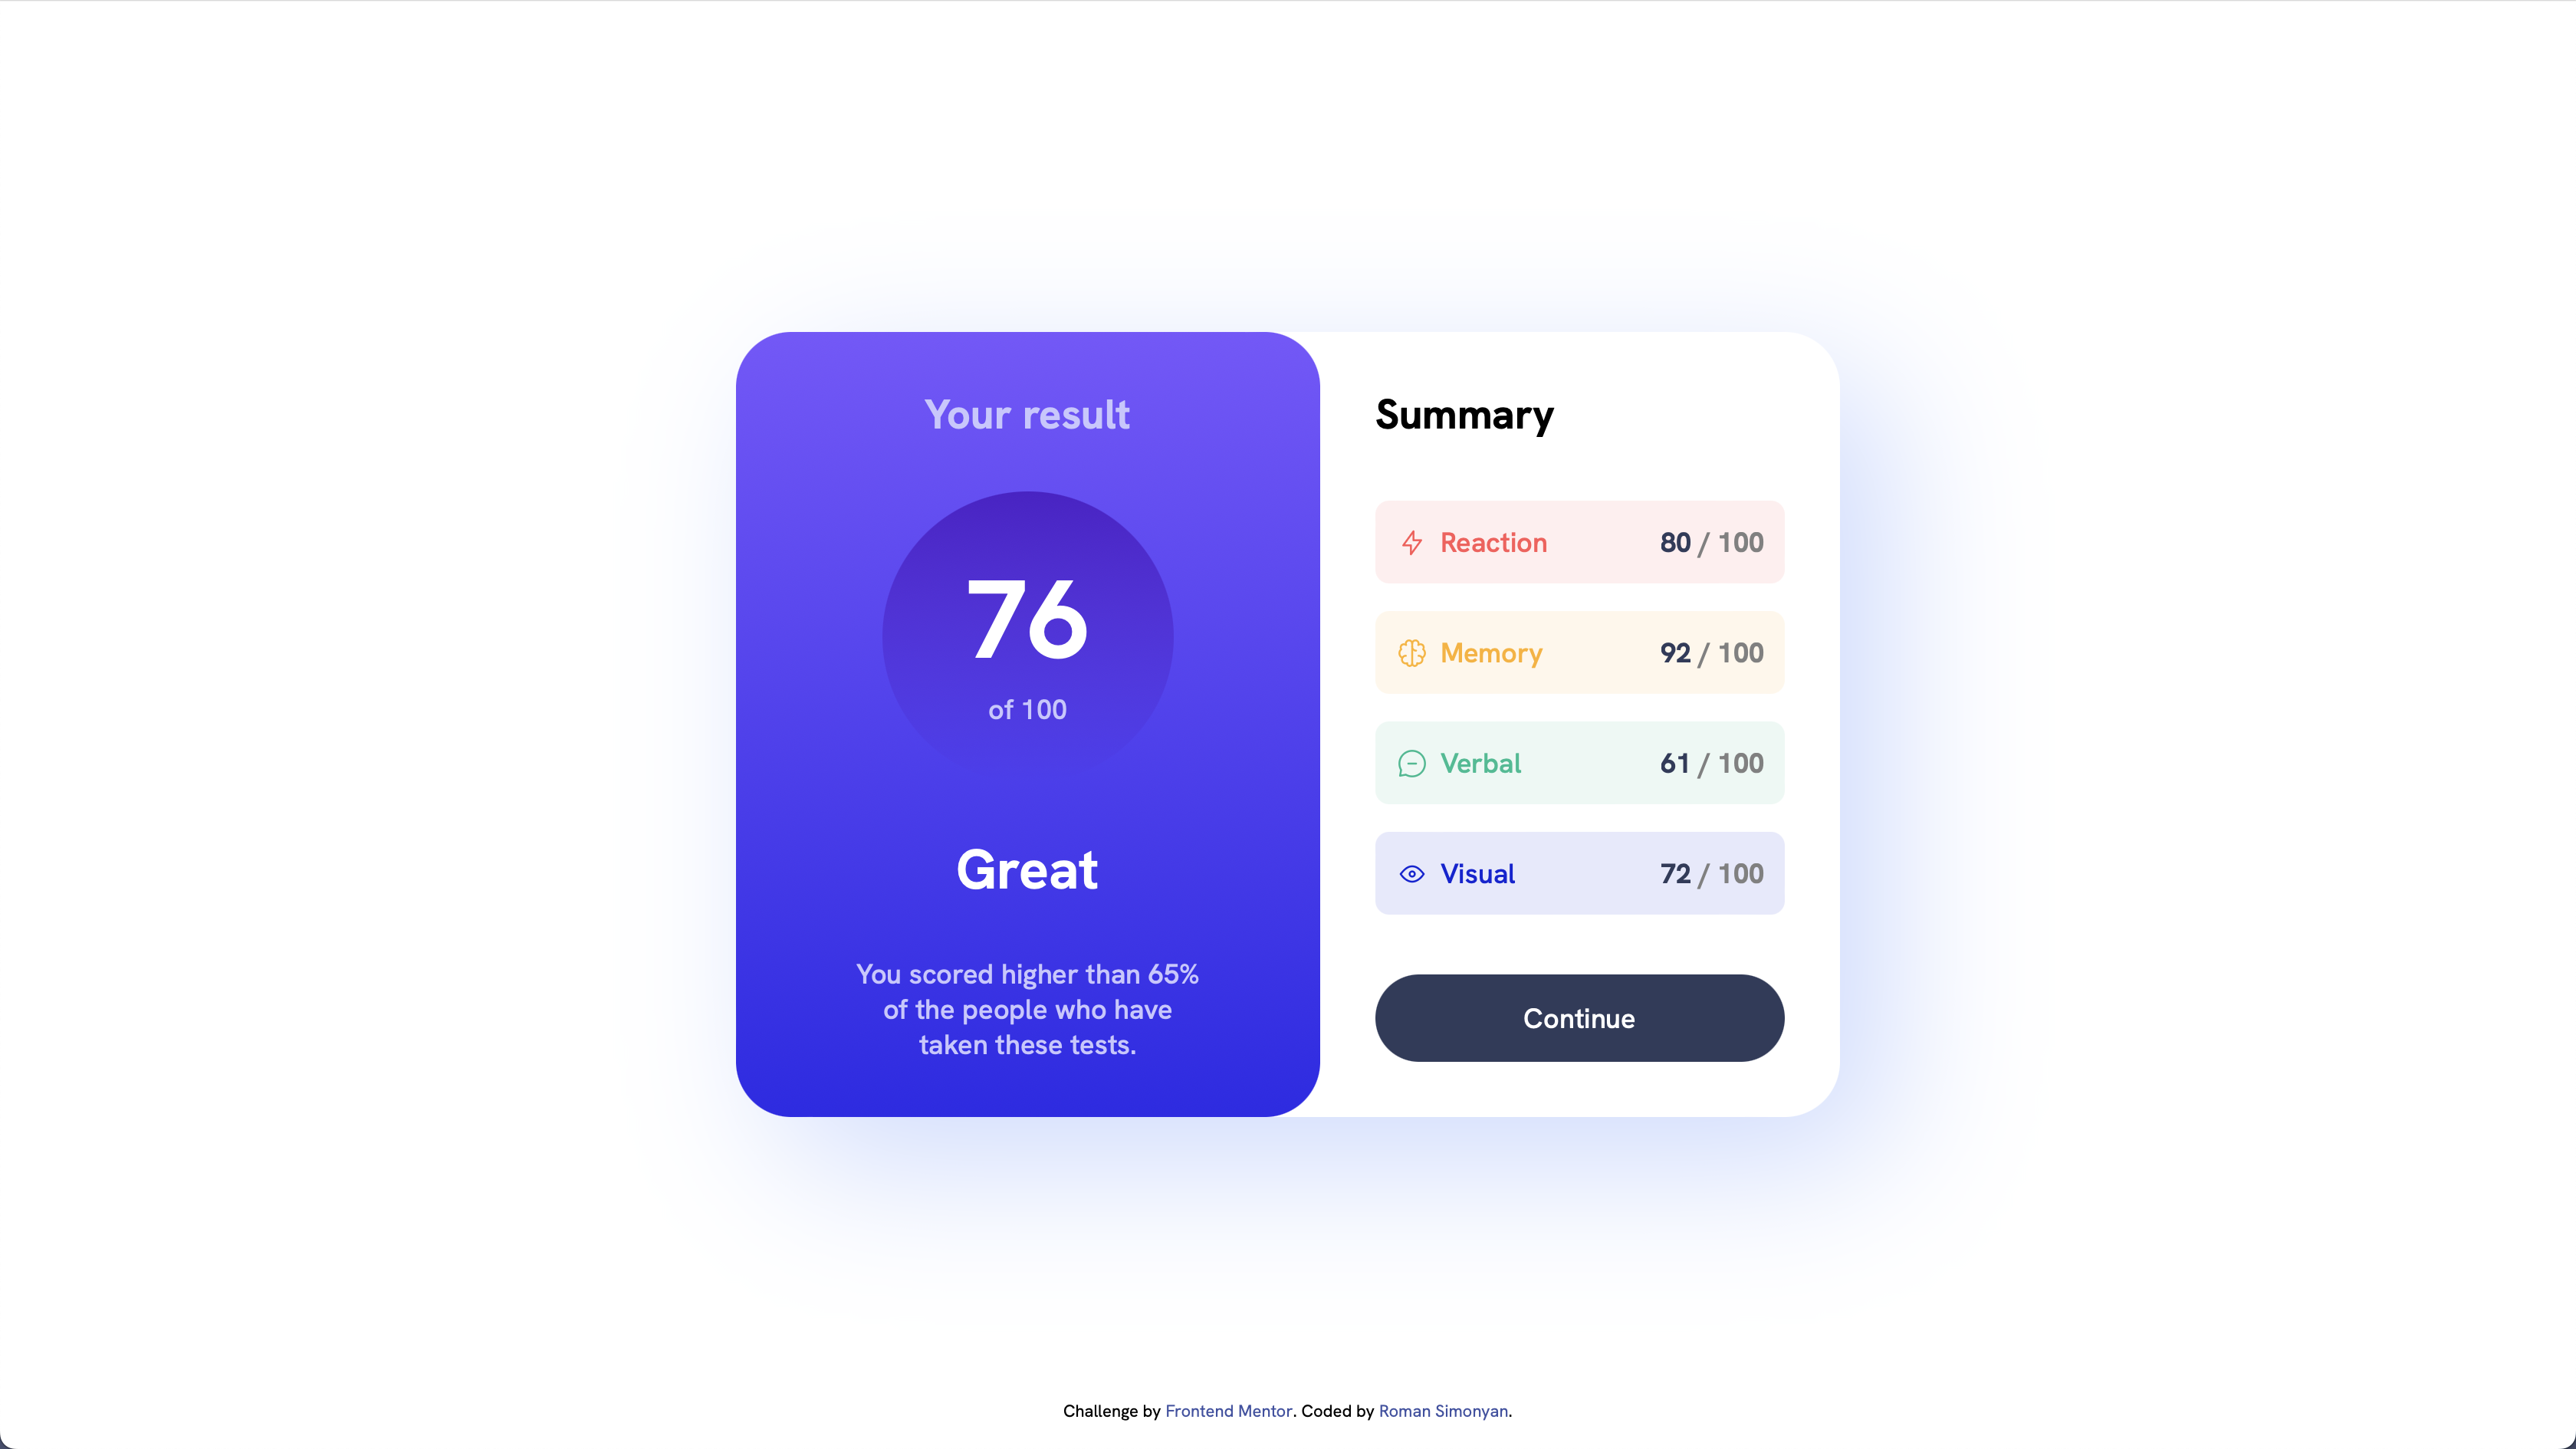 Your result
76
of 100
Great
You scored higher than 65%
of the people who have
taken these tests.
Summary
Reaction 80 / 100
Memory 92 / 100
Verbal 61 / 100
Visual 72 / 100
Continue
Challenge by Frontend Mentor. Coded by Roman Simonyan.